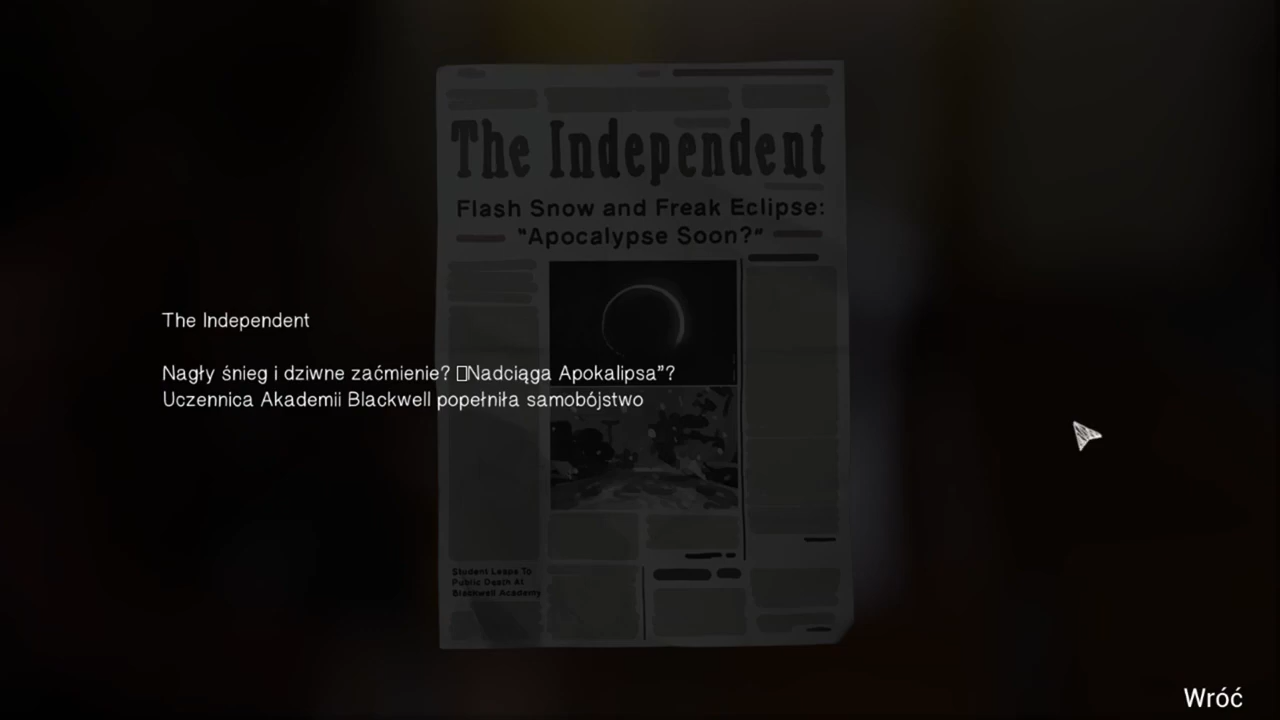 The Independent
Flash Snow and Freak Eclipse:
"Apocalypse Soon?"
The Independent
Nagły śnieg i dziwne zaćmienie? □Nadciąga Apokalipsa”?
Uczennica Akademii Blackwell popełniła samobójstwo
Student Leaps To
Public Death At
Blackwell Academy
Wróć